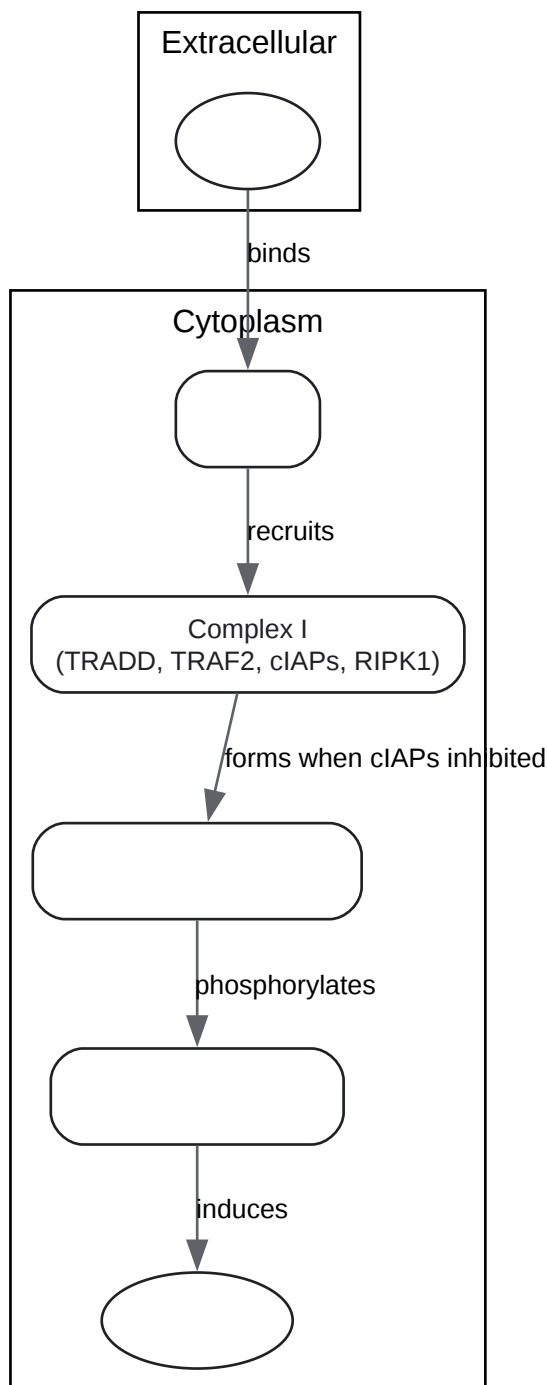 Extracellular
binds
Cytoplasm
recruits
Complex I
(TRADD, TRAF2, cIAPs, RIPK1)
forms when cIAPs inhibited
phosphorylates
induces